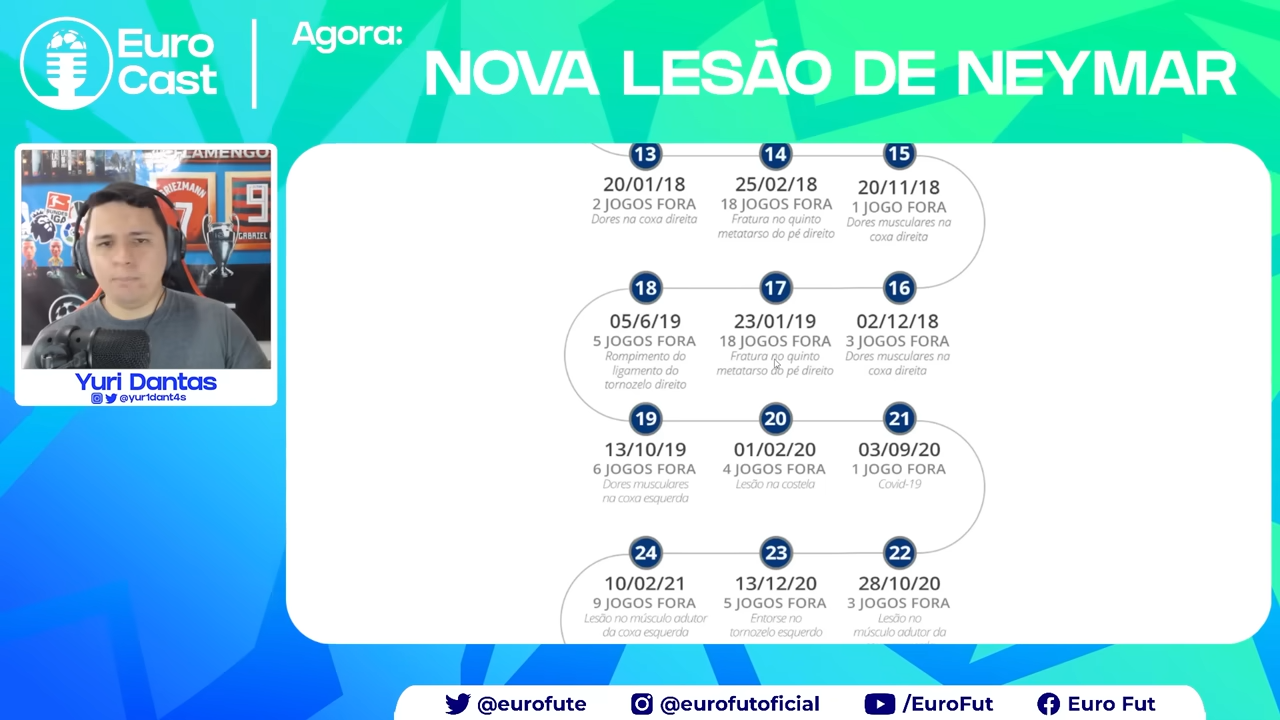 Euro
Cast
Agora:
NOVA LESÃO DE NEYMAR
FLAMENGO
GRIEZMANN
7
9
GABRIEL
BUNDESLIGA
Yuri Dantas
@yur1dant4s
13
20/01/18
2 JOGOS FORA
Dores na coxa direita
14
25/02/18
18 JOGOS FORA
Fratura no quinto
metatarso do pé direito
15
20/11/18
1 JOGO FORA
Dores musculares na
coxa direita
18
05/6/19
5 JOGOS FORA
Rompimento do
ligamento do
tornozelo direito
17
23/01/19
18 JOGOS FORA
Fratura no quinto
metatarso do pé direito
16
02/12/18
3 JOGOS FORA
Dores musculares na
coxa direita
19
13/10/19
6 JOGOS FORA
Dores musculares
na coxa esquerda
20
01/02/20
4 JOGOS FORA
Lesão na costela
21
03/09/20
1 JOGO FORA
Covid-19
24
10/02/21
9 JOGOS FORA
Lesão no músculo adutor
da coxa esquerda
23
13/12/20
5 JOGOS FORA
Entorse no
tornozelo esquerdo
22
28/10/20
3 JOGOS FORA
Lesão no
músculo adutor da
@eurofute
@eurofutoficial
/EuroFut
Euro Fut